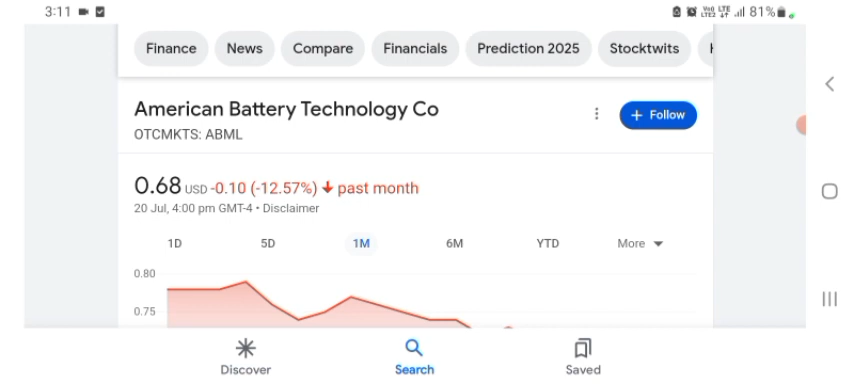 3:11 81%
Finance News Compare Financials Prediction 2025 Stocktwits
American Battery Technology Co
+ Follow
OTCMKTS: ABML
0.68 USD -0.10 (-12.57%) past month
20 Jul, 4:00 pm GMT-4 • Disclaimer
1D 5D 1M 6M YTD More
0.80
0.75
Discover Search Saved